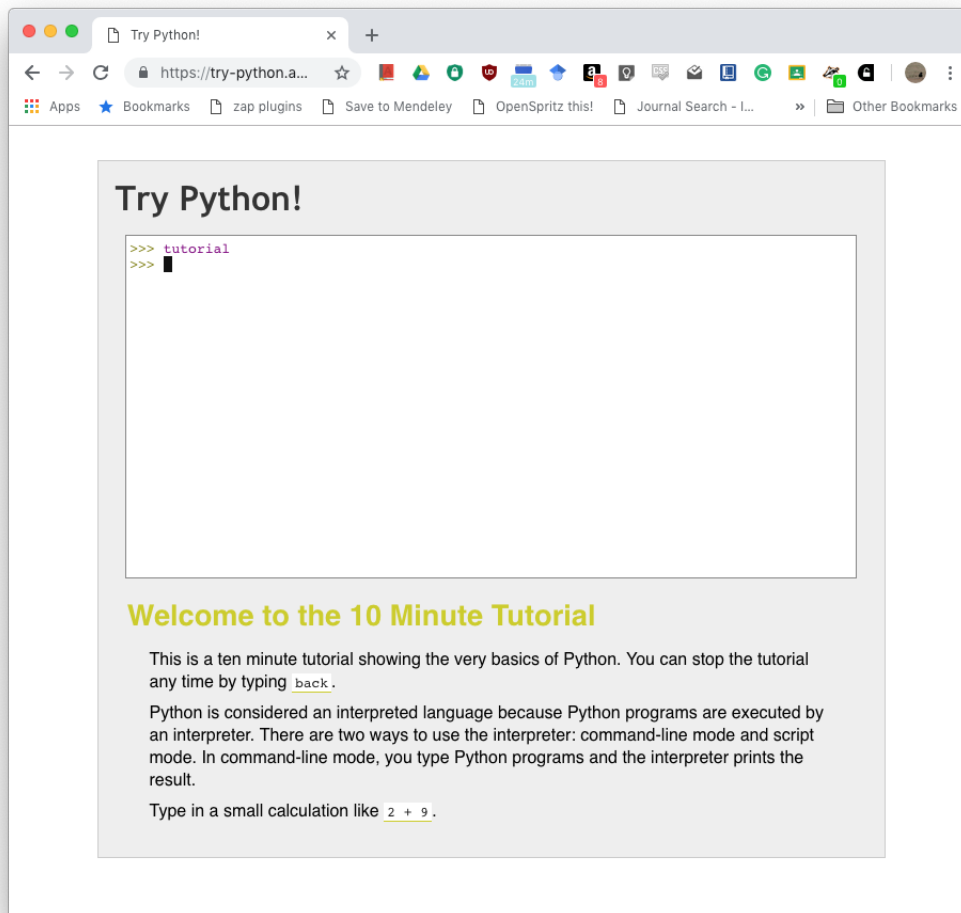 Try Python!
https://try-python.a...
24m
8
0
Apps Bookmarks zap plugins Save to Mendeley OpenSpritz this! Journal Search - I... » Other Bookmarks
Try Python!
>>> tutorial
>>>
Welcome to the 10 Minute Tutorial
This is a ten minute tutorial showing the very basics of Python. You can stop the tutorial
any time by typing back.
Python is considered an interpreted language because Python programs are executed by
an interpreter. There are two ways to use the interpreter: command-line mode and script
mode. In command-line mode, you type Python programs and the interpreter prints the
result.
Type in a small calculation like 2 + 9.